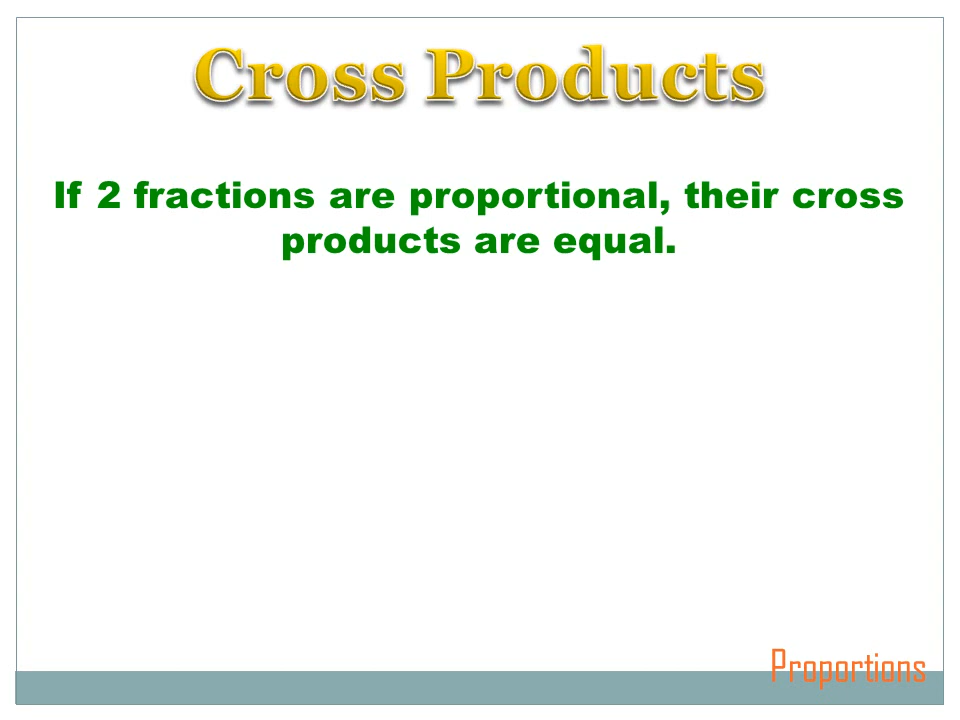 Cross Products
If 2 fractions are proportional, their cross
products are equal.
Proportions